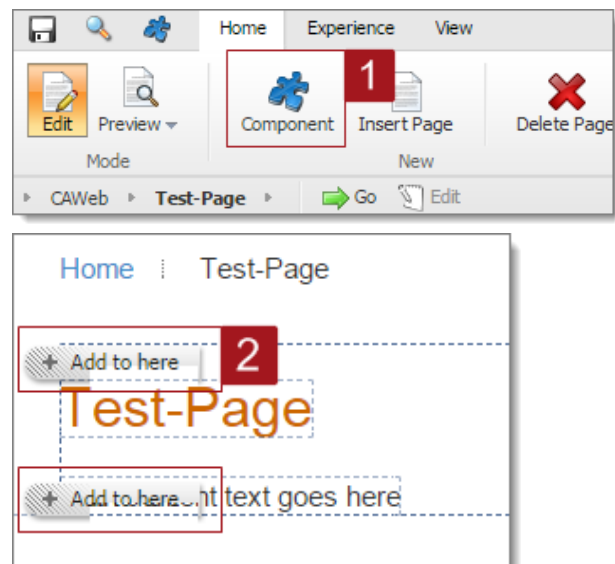 Home Experience View
1
Edit Preview Component Insert Page Delete Page
Mode New
CAWeb Test-Page Go Edit
Home Test-Page
Add to here 2
Test-Page
Add to here nt text goes here